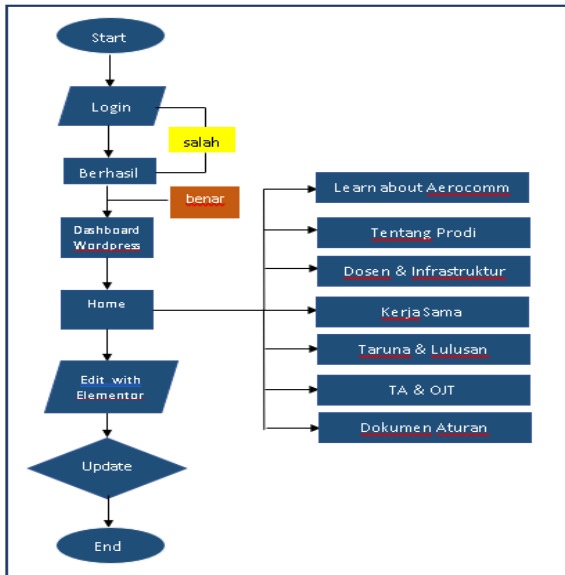 Start
Login
salah
Berhasil
benar
Dashboard
Wordpress
Home
Edit with
Elementor
Update
End
Learn about Aerocomm
Tentang Prodi
Dosen & Infrastruktur
Kerja Sama
Taruna & Lulusan
TA & OJT
Dokumen Aturan